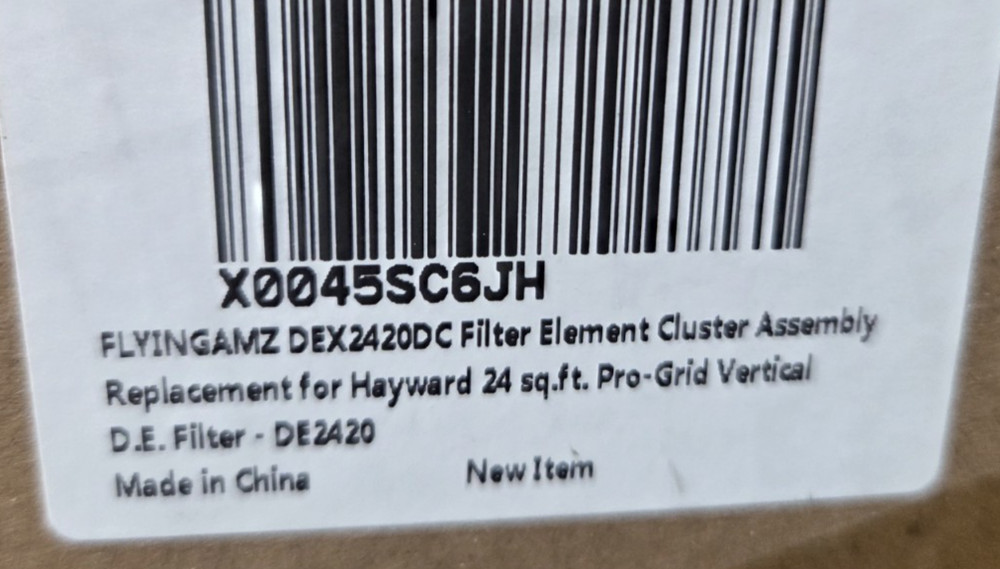 X0045SC6JH
FLYINGAMZ DEX2420DC Filter Element Cluster Assembly
Replacement for Hayward 24 sq.ft. Pro-Grid Vertical
D.E. Filter - DE2420
Made in China New Item